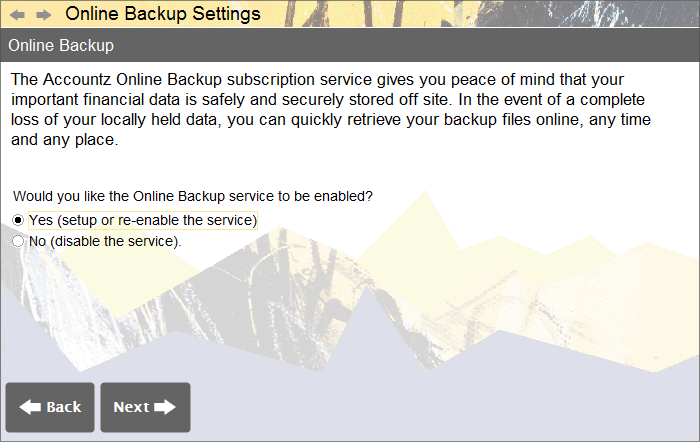 Online Backup Settings
Online Backup
The Accountz Online Backup subscription service gives you peace of mind that your
important financial data is safely and securely stored off site. In the event of a complete
loss of your locally held data, you can quickly retrieve your backup files online, any time
and any place.
Would you like the Online Backup service to be enabled?
Yes (setup or re-enable the service)
No (disable the service).
Back Next